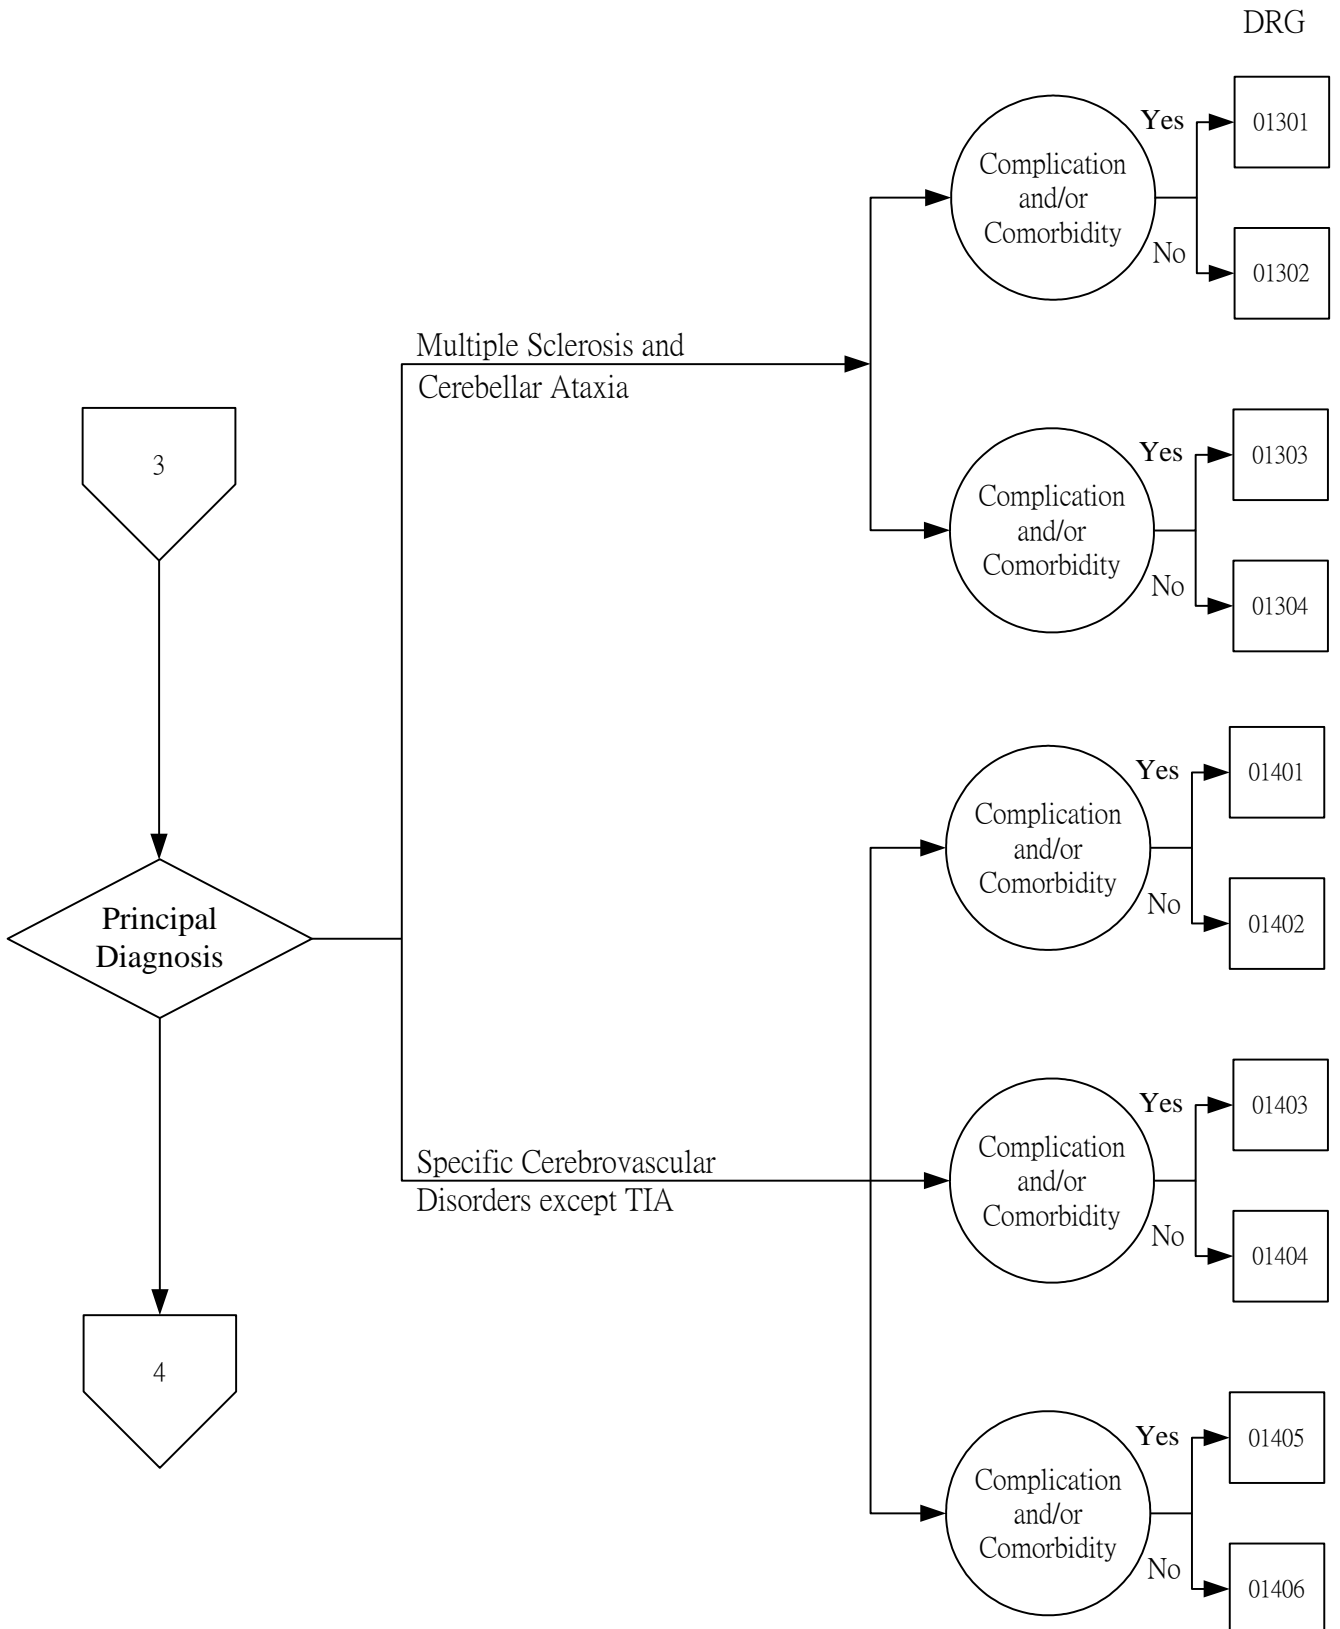 DRG
Complication
and/or
Comorbidity
Yes
01301
No
01302
Multiple Sclerosis and
Cerebellar Ataxia
3
Complication
and/or
Comorbidity
Yes
01303
No
01304
Complication
and/or
Comorbidity
Yes
01401
No
01402
Principal
Diagnosis
Specific Cerebrovascular
Disorders except TIA
Complication
and/or
Comorbidity
Yes
01403
No
01404
4
Complication
and/or
Comorbidity
Yes
01405
No
01406